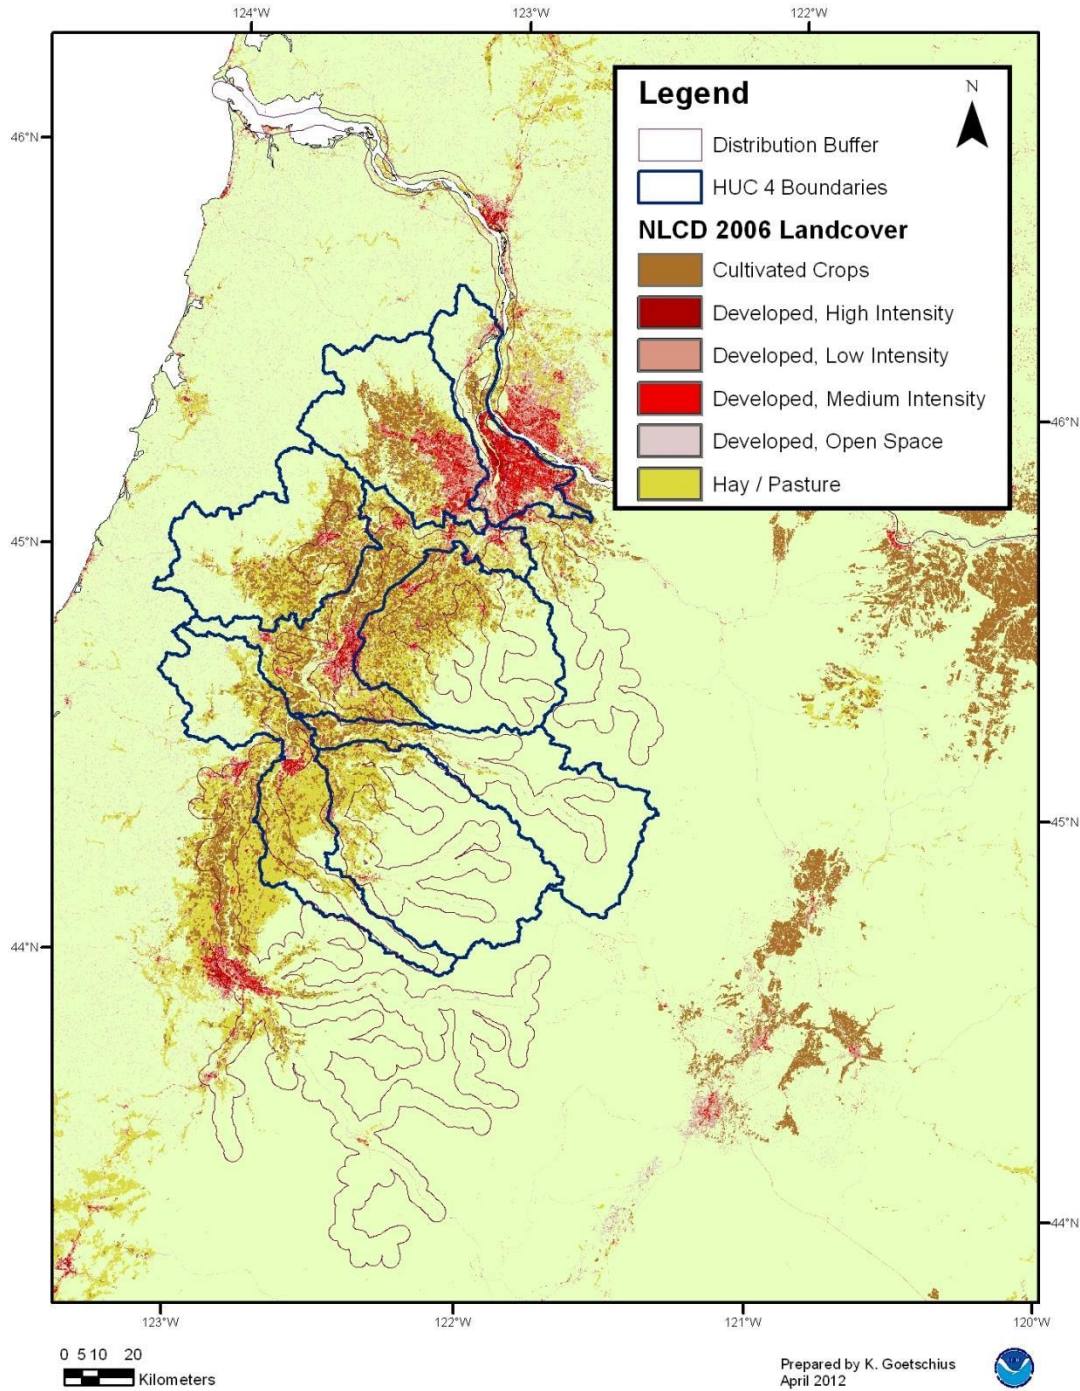 124°W 123°W 122°W
Legend
N
Distribution Buffer
HUC 4 Boundaries
NLCD 2006 Landcover
Cultivated Crops
Developed, High Intensity
Developed, Low Intensity
Developed, Medium Intensity
Developed, Open Space
Hay / Pasture
46°N
46°N
45°N
45°N
44°N
44°N
123°W 122°W 121°W 120°W
0 5 10 20
Kilometers
Prepared by K. Goetschius
April 2012